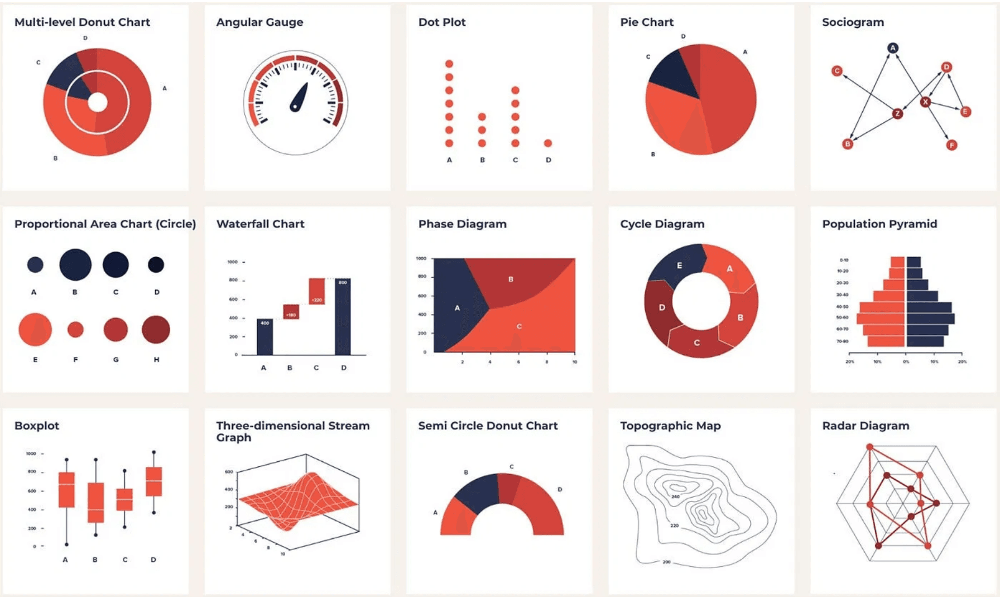 Multi-level Donut Chart
D
C
A
B
Angular Gauge
Dot Plot
A B C D
Pie Chart
D
A
C
B
Sociogram
A
D
C
X
E
Z
B
F
Proportional Area Chart (Circle)
A B C D
E F G H
Waterfall Chart
1000
800
800
600
+220
+180
400
400
200
0
A B C D
Phase Diagram
1000
800
B
600
A
400
C
200
0
2 4 6 8 10
Cycle Diagram
E
A
D
B
C
Population Pyramid
0-10
10-20
20-30
30-40
40-50
50-60
60-70
70-80
20% 10% 0% 10% 20%
Boxplot
1000
800
600
400
200
0
A B C D
Three-dimensional Stream
Graph
600
400
200
2
4
6
8
10
Semi Circle Donut Chart
B
C
D
A
Topographic Map
240
220
200
Radar Diagram